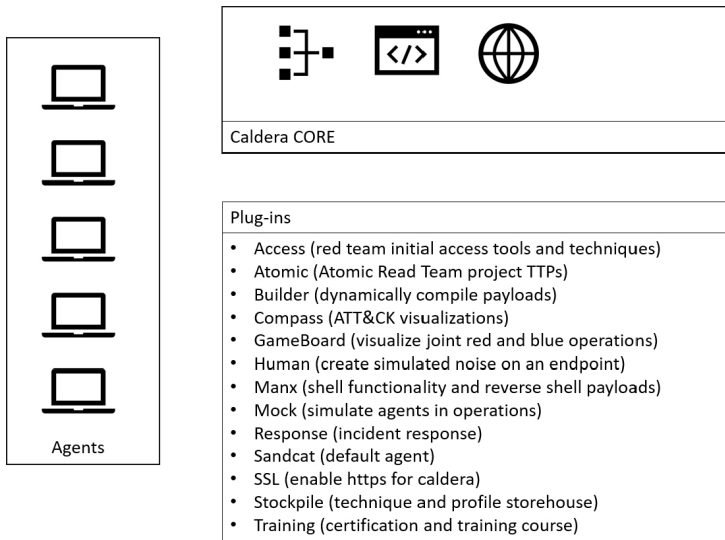 Agents
</>
Caldera CORE
Plug-ins
• Access (red team initial access tools and techniques)
• Atomic (Atomic Read Team project TTPs)
• Builder (dynamically compile payloads)
• Compass (ATT&CK visualizations)
• GameBoard (visualize joint red and blue operations)
• Human (create simulated noise on an endpoint)
• Manx (shell functionality and reverse shell payloads)
• Mock (simulate agents in operations)
• Response (incident response)
• Sandcat (default agent)
• SSL (enable https for caldera)
• Stockpile (technique and profile storehouse)
• Training (certification and training course)